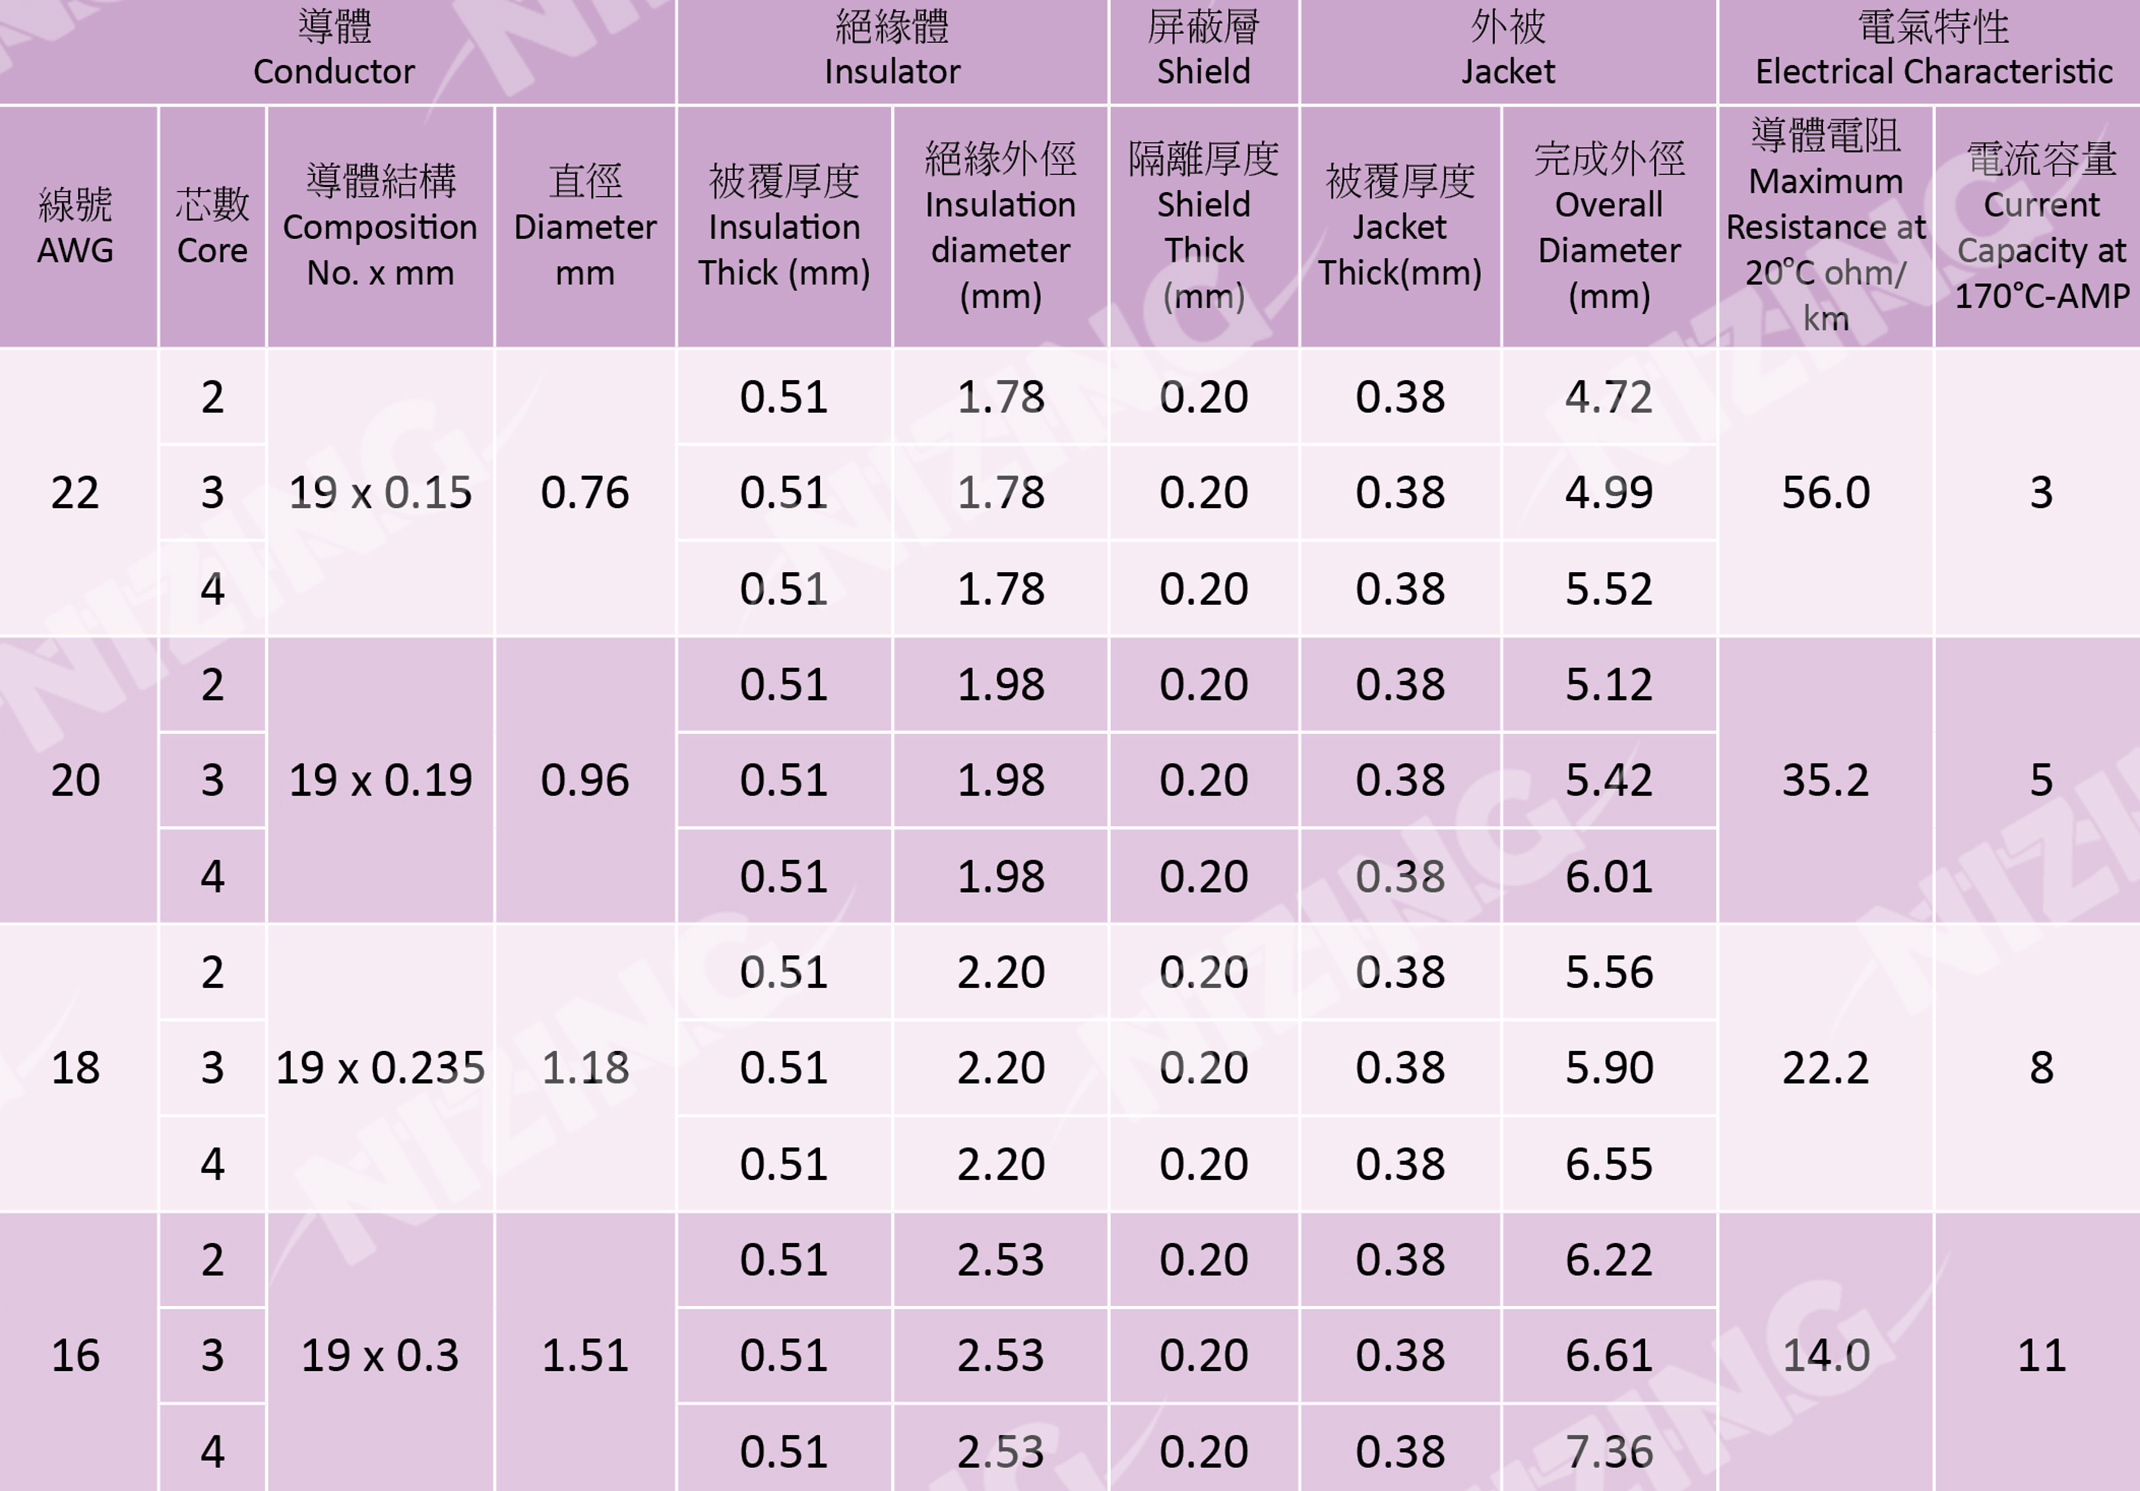 導體
Conductor
絕緣體
Insulator
屏蔽層
Shield
外被
Jacket
電氣特性
Electrical Characteristic
線號
AWG
芯數
Core
導體結構
Composition
No. x mm
直徑
Diameter
mm
被覆厚度
Insulation
Thick (mm)
絕緣外徑
Insulation
diameter
(mm)
隔離厚度
Shield
Thick
(mm)
被覆厚度
Jacket
Thick(mm)
完成外徑
Overall
Diameter
(mm)
導體電阻
Maximum
Resistance at
20°C ohm/
km
電流容量
Current
Capacity at
170°C-AMP
22 19 x 0.15 0.76 56.0 3
2 0.51 1.78 0.20 0.38 4.72
3 0.51 1.78 0.20 0.38 4.99
4 0.51 1.78 0.20 0.38 5.52
20 19 x 0.19 0.96 35.2 5
2 0.51 1.98 0.20 0.38 5.12
3 0.51 1.98 0.20 0.38 5.42
4 0.51 1.98 0.20 0.38 6.01
18 19 x 0.235 1.18 22.2 8
2 0.51 2.20 0.20 0.38 5.56
3 0.51 2.20 0.20 0.38 5.90
4 0.51 2.20 0.20 0.38 6.55
16 19 x 0.3 1.51 14.0 11
2 0.51 2.53 0.20 0.38 6.22
3 0.51 2.53 0.20 0.38 6.61
4 0.51 2.53 0.20 0.38 7.36
NIZING
NIZING
NIZING
NIZING
NIZING
NIZING